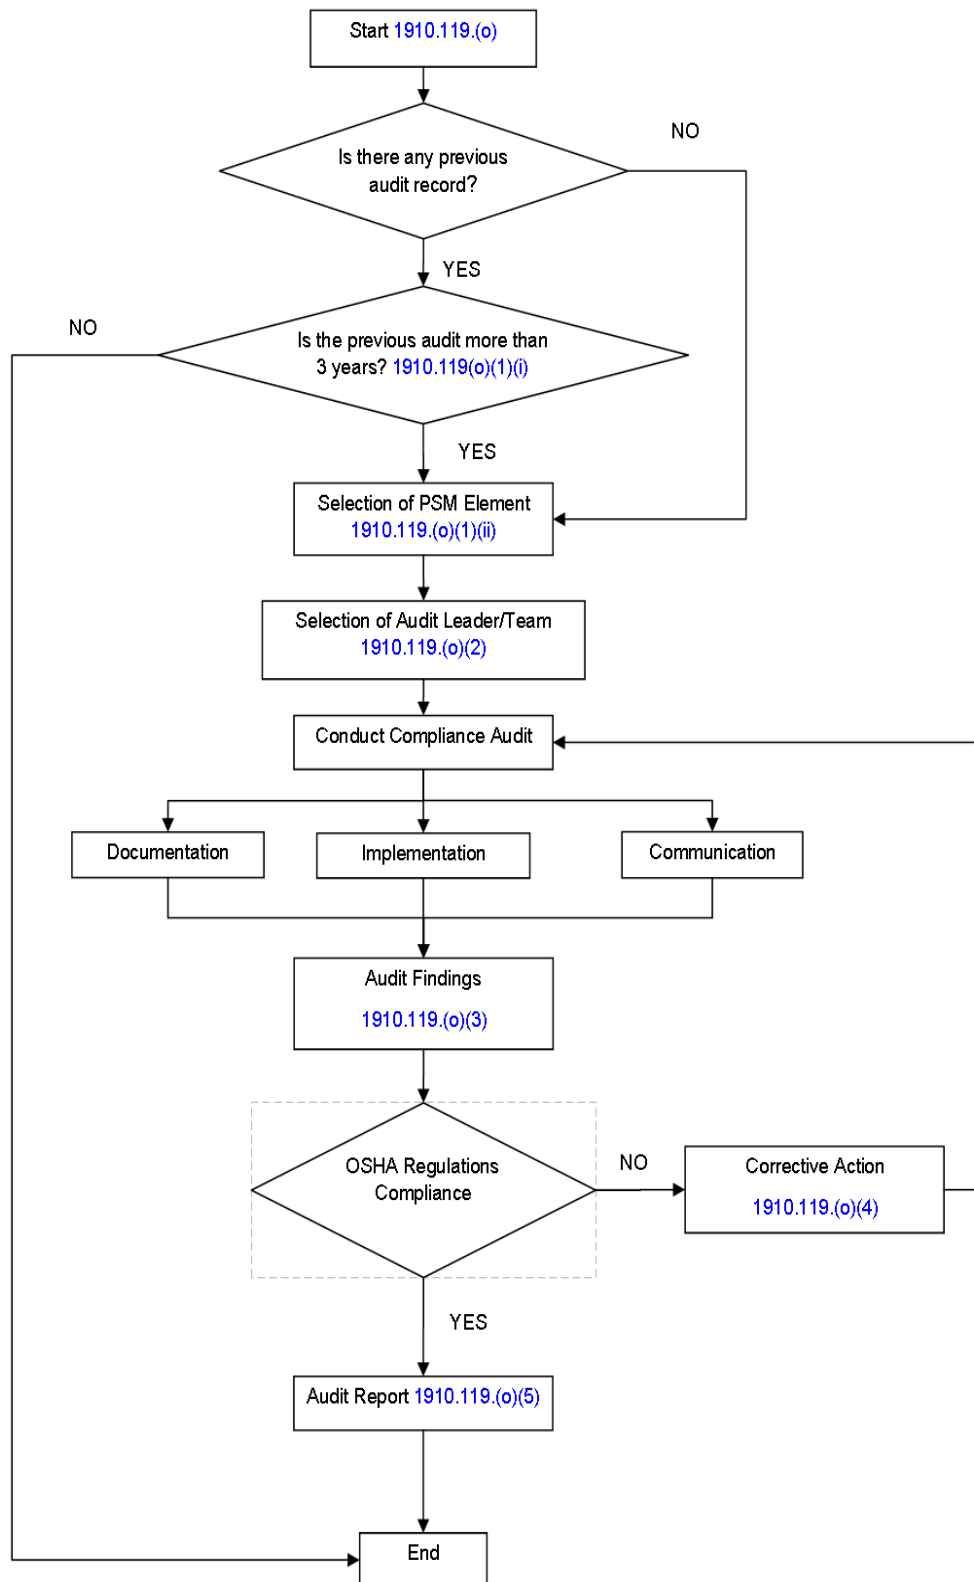 Start 1910.119.(o)
Is there any previous
audit record?
NO
YES
NO
Is the previous audit more than
3 years? 1910.119(o)(1)(i)
YES
Selection of PSM Element
1910.119.(o)(1)(ii)
Selection of Audit Leader/Team
1910.119.(o)(2)
Conduct Compliance Audit
Documentation
Implementation
Communication
Audit Findings
1910.119.(o)(3)
OSHA Regulations
Compliance
NO
Corrective Action
1910.119.(o)(4)
YES
Audit Report 1910.119.(o)(5)
End